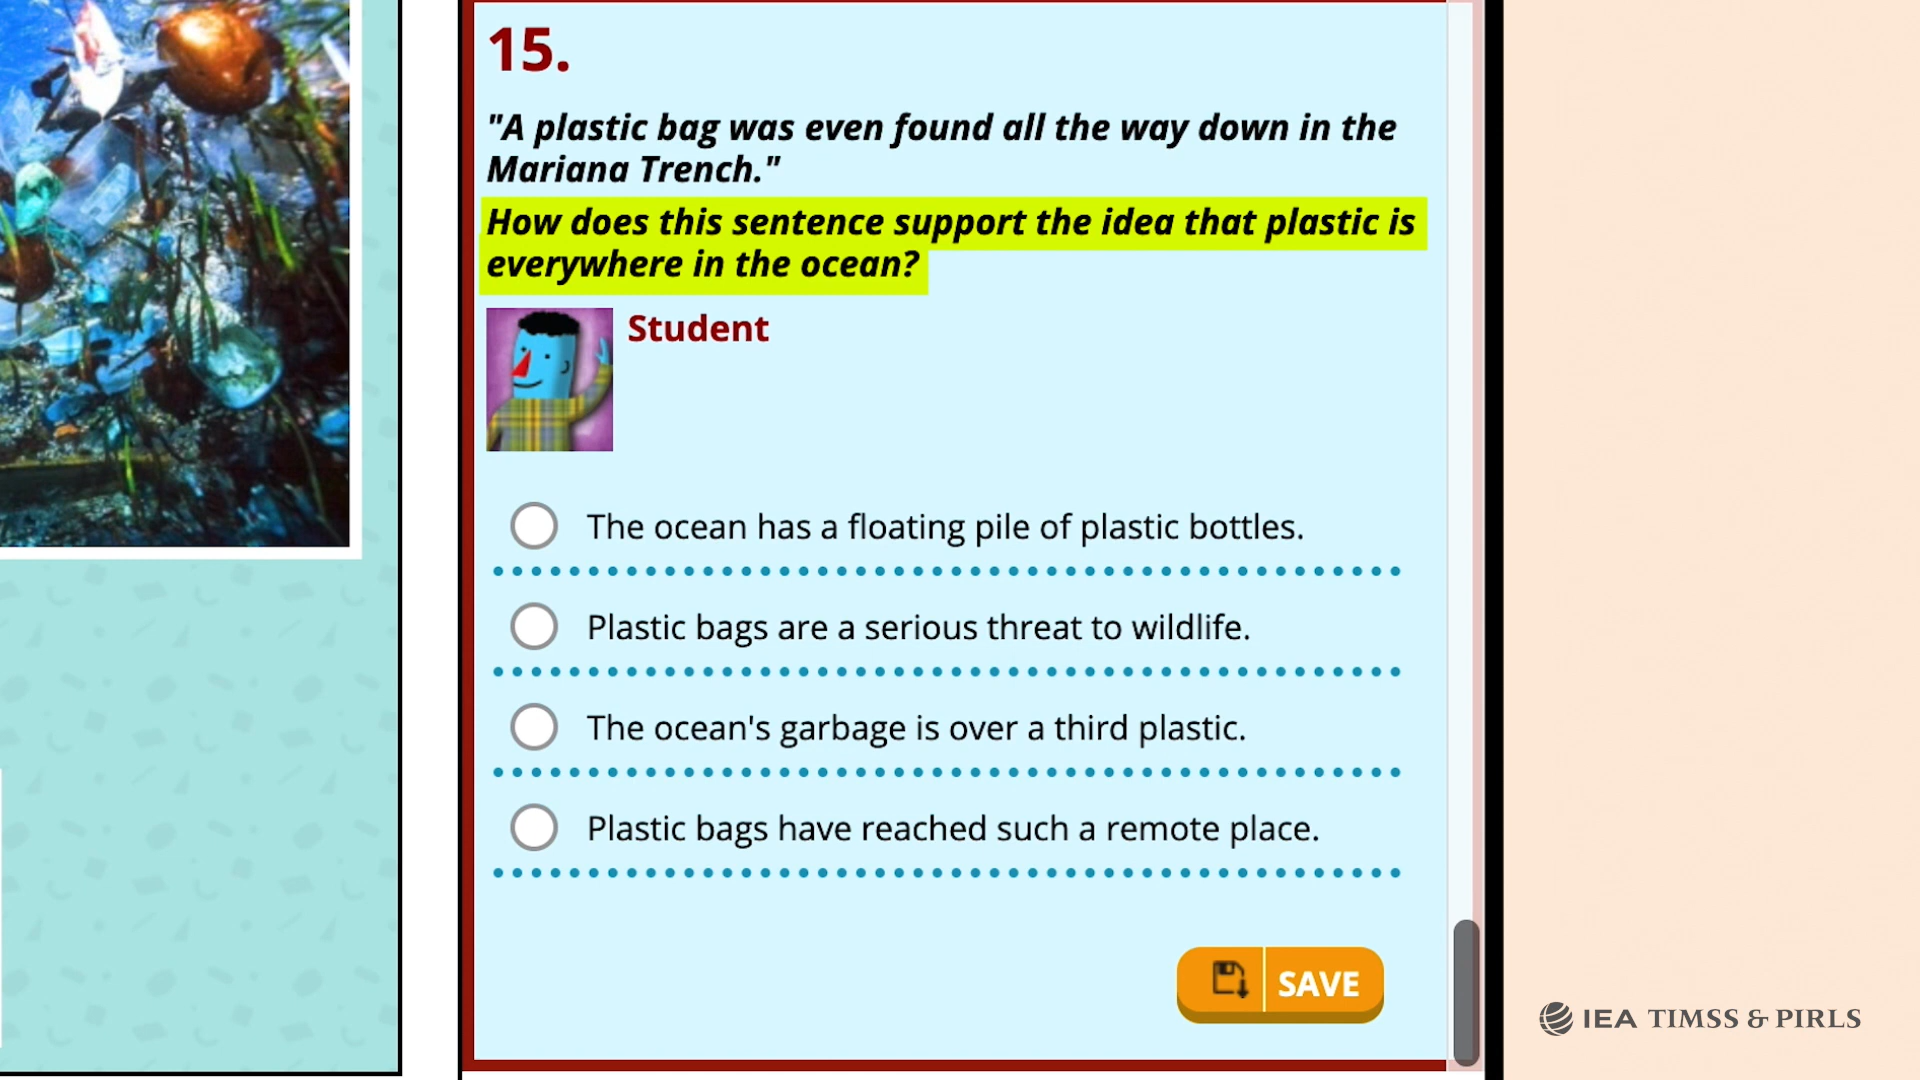 15.
"A plastic bag was even found all the way down in the
Mariana Trench."
How does this sentence support the idea that plastic is
everywhere in the ocean?
Student
The ocean has a floating pile of plastic bottles.
Plastic bags are a serious threat to wildlife.
The ocean's garbage is over a third plastic.
Plastic bags have reached such a remote place.
SAVE
IEA TIMSS & PIRLS